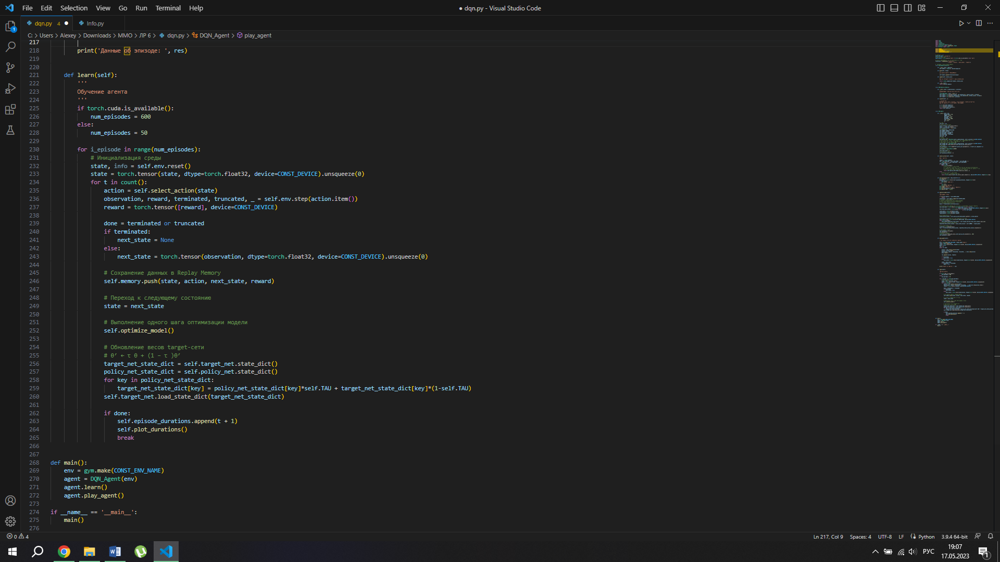 File Edit Selection View Go Run Terminal Help
● dqn.py - Visual Studio Code
dqn.py 4 ●
Info.py
C: > Users > Alexey > Downloads > MMO > ЛР 6 > dqn.py > DQN_Agent > play_agent
217
218 print('Данные об эпизоде: ', res)
219
220
221 def learn(self):
222 '''
223 Обучение агента
224 '''
225 if torch.cuda.is_available():
226 num_episodes = 600
227 else:
228 num_episodes = 50
229
230 for i_episode in range(num_episodes):
231 # Инициализация среды
232 state, info = self.env.reset()
233 state = torch.tensor(state, dtype=torch.float32, device=CONST_DEVICE).unsqueeze(0)
234 for t in count():
235 action = self.select_action(state)
236 observation, reward, terminated, truncated, _ = self.env.step(action.item())
237 reward = torch.tensor([reward], device=CONST_DEVICE)
238
239 done = terminated or truncated
240 if terminated:
241 next_state = None
242 else:
243 next_state = torch.tensor(observation, dtype=torch.float32, device=CONST_DEVICE).unsqueeze(0)
244
245 # Сохранение данных в Replay Memory
246 self.memory.push(state, action, next_state, reward)
247
248 # Переход к следующему состоянию
249 state = next_state
250
251 # Выполнение одного шага оптимизации модели
252 self.optimize_model()
253
254 # Обновление весов target-сети
255 # θ′ ← τ θ + (1 − τ )θ′
256 target_net_state_dict = self.target_net.state_dict()
257 policy_net_state_dict = self.policy_net.state_dict()
258 for key in policy_net_state_dict:
259 target_net_state_dict[key] = policy_net_state_dict[key]*self.TAU + target_net_state_dict[key]*(1-self.TAU)
260 self.target_net.load_state_dict(target_net_state_dict)
261
262 if done:
263 self.episode_durations.append(t + 1)
264 self.plot_durations()
265 break
266
267
268 def main():
269 env = gym.make(CONST_ENV_NAME)
270 agent = DQN_Agent(env)
271 agent.learn()
272 agent.play_agent()
273
274 if __name__ == '__main__':
275 main()
276
0 4
Ln 217, Col 9 Spaces: 4 UTF-8 LF Python 3.9.4 64-bit
РУС
19:07
17.05.2023
1